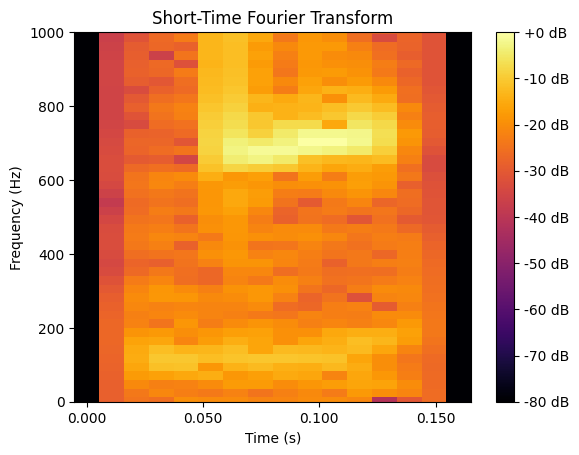 Short-Time Fourier Transform
1000
800
600
400
200
0
Frequency (Hz)
0.000
0.050
0.100
0.150
Time (s)
+0 dB
-10 dB
-20 dB
-30 dB
-40 dB
-50 dB
-60 dB
-70 dB
-80 dB